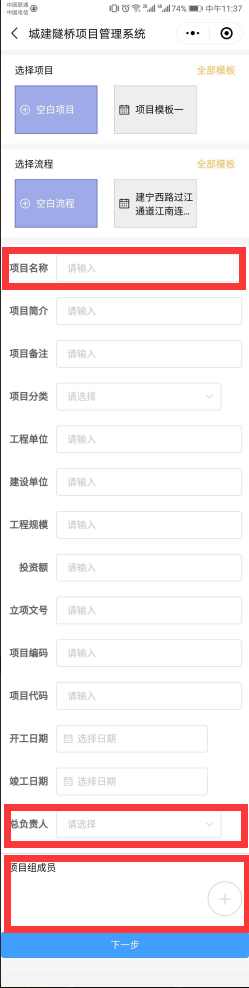 中国联通
中国电信
74% 中午11:37
城建隧桥项目管理系统
选择项目
全部模板
空白项目
项目模板一
选择流程
全部模板
空白流程
建宁西路过江
通道江南连...
项目名称 请输入
项目简介 请输入
项目备注 请输入
项目分类 请选择
工程单位 请输入
建设单位 请输入
工程规模 请输入
投资额 请输入
立项文号 请输入
项目编码 请输入
项目代码 请输入
开工日期 选择日期
竣工日期 选择日期
总负责人 请选择
项目组成员
下一步